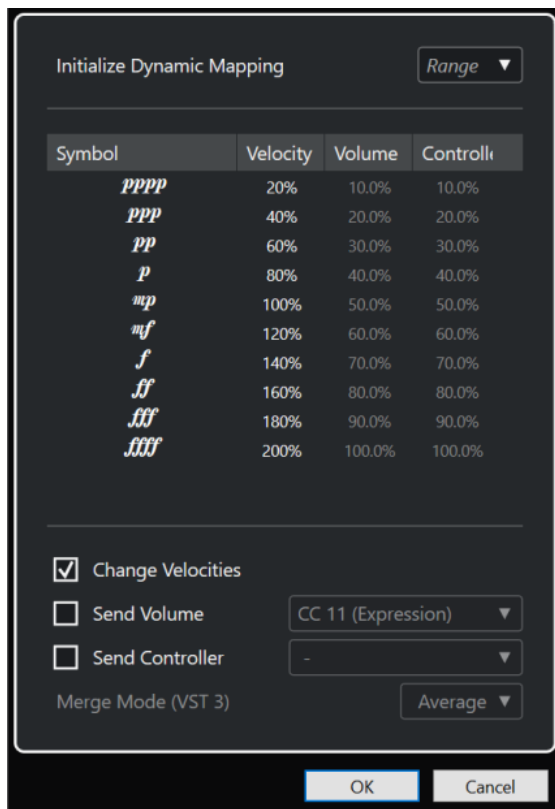 Initialize Dynamic Mapping Range ▼
Symbol Velocity Volume Controlle
pppp 20% 10.0% 10.0%
ppp 40% 20.0% 20.0%
pp 60% 30.0% 30.0%
p 80% 40.0% 40.0%
mp 100% 50.0% 50.0%
mf 120% 60.0% 60.0%
f 140% 70.0% 70.0%
ff 160% 80.0% 80.0%
fff 180% 90.0% 90.0%
ffff 200% 100.0% 100.0%
Change Velocities
Send Volume CC 11 (Expression) ▼
Send Controller - ▼
Merge Mode (VST 3) Average ▼
OK Cancel